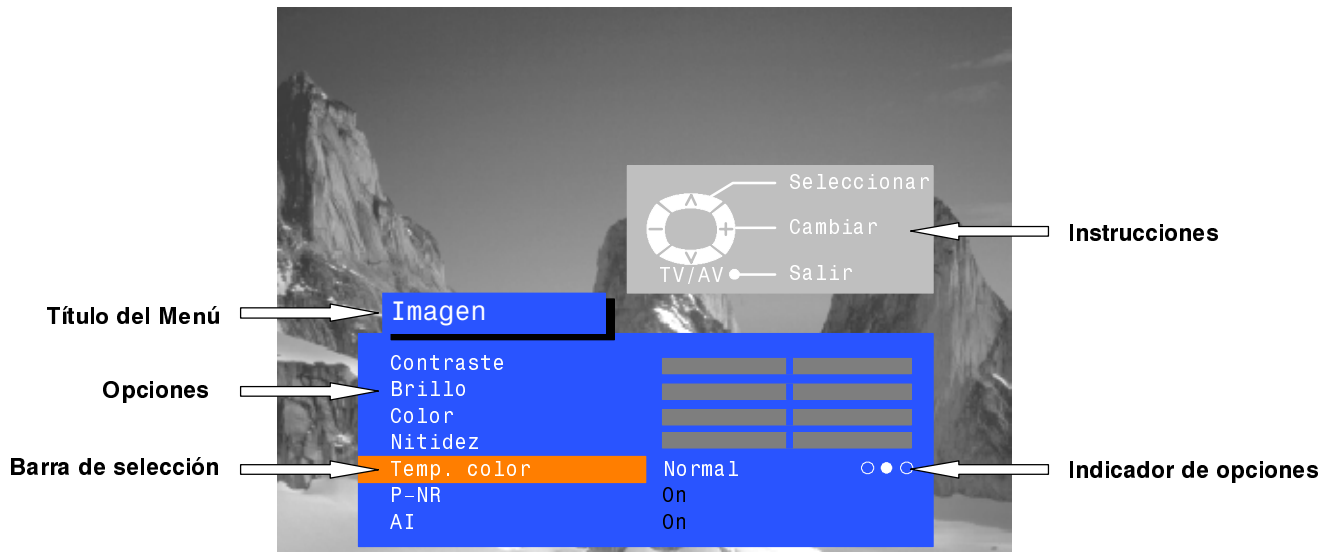 Seleccionar
Cambiar
TV/AV Salir
Instrucciones
Título del Menú
Imagen
Contraste
Opciones
Brillo
Color
Nitidez
Barra de selección
Temp. color Normal
Indicador de opciones
P-NR On
AI On